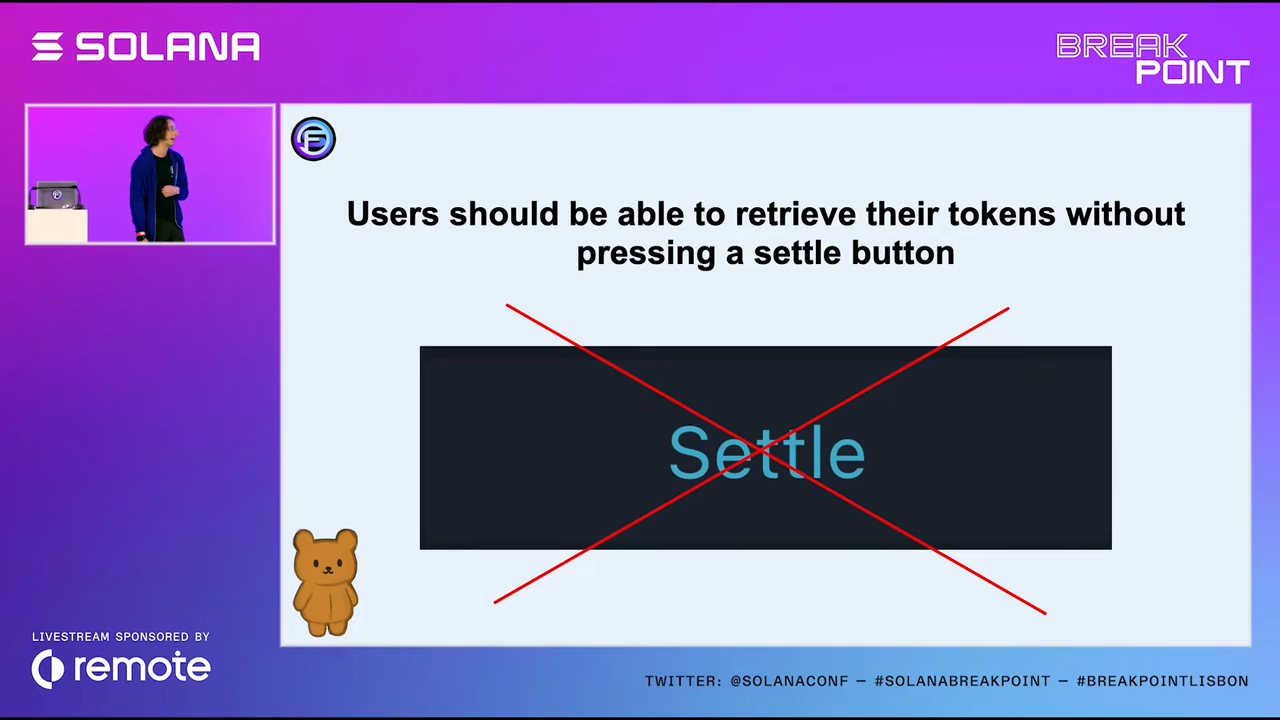 SOLANA
BREAK
POINT
F
Users should be able to retrieve their tokens without
pressing a settle button
Settle
LIVESTREAM SPONSORED BY
remote
TWITTER: @SOLANACONF — #SOLANABREAKPOINT — #BREAKPOINTLISBON